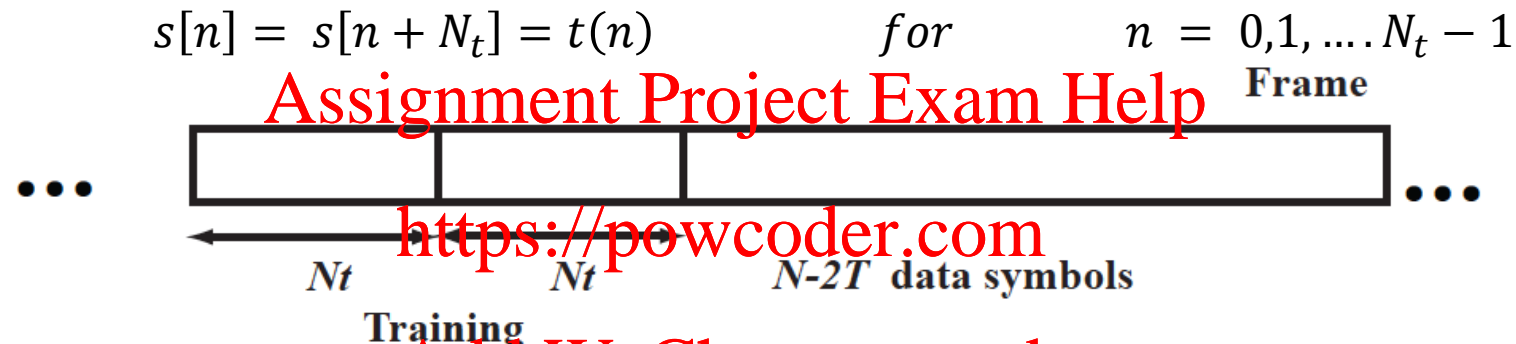 s[n] = s[n + N_t] = t(n) for n = 0,1, .... N_t − 1
Frame
Assignment Project Exam Help
•••
•••
https://powcoder.com
Nt
Nt
N-2T data symbols
Training